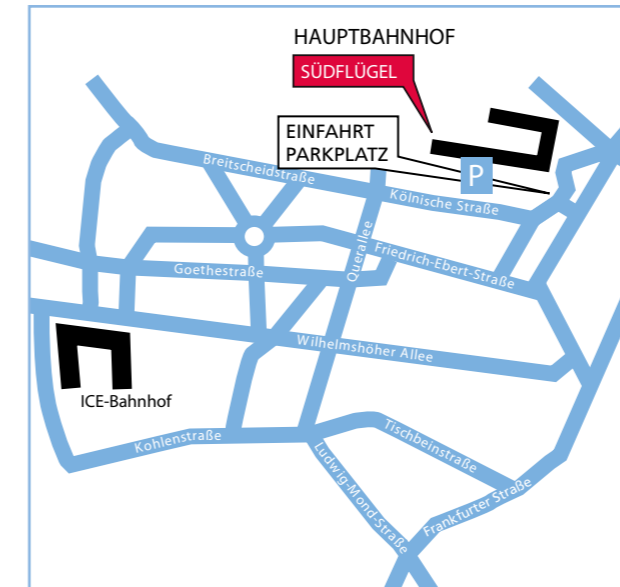 HAUPTBAHNHOF
SÜDFLÜGEL
EINFAHRT
PARKPLATZ
P
Breitscheidstraße
Kölnische Straße
Querallee
Friedrich-Ebert-Straße
Goethestraße
Wilhelmshöher Allee
ICE-Bahnhof
Kohlenstraße
Tischbeinstraße
Ludwig-Mond-Straße
Frankfurter Straße